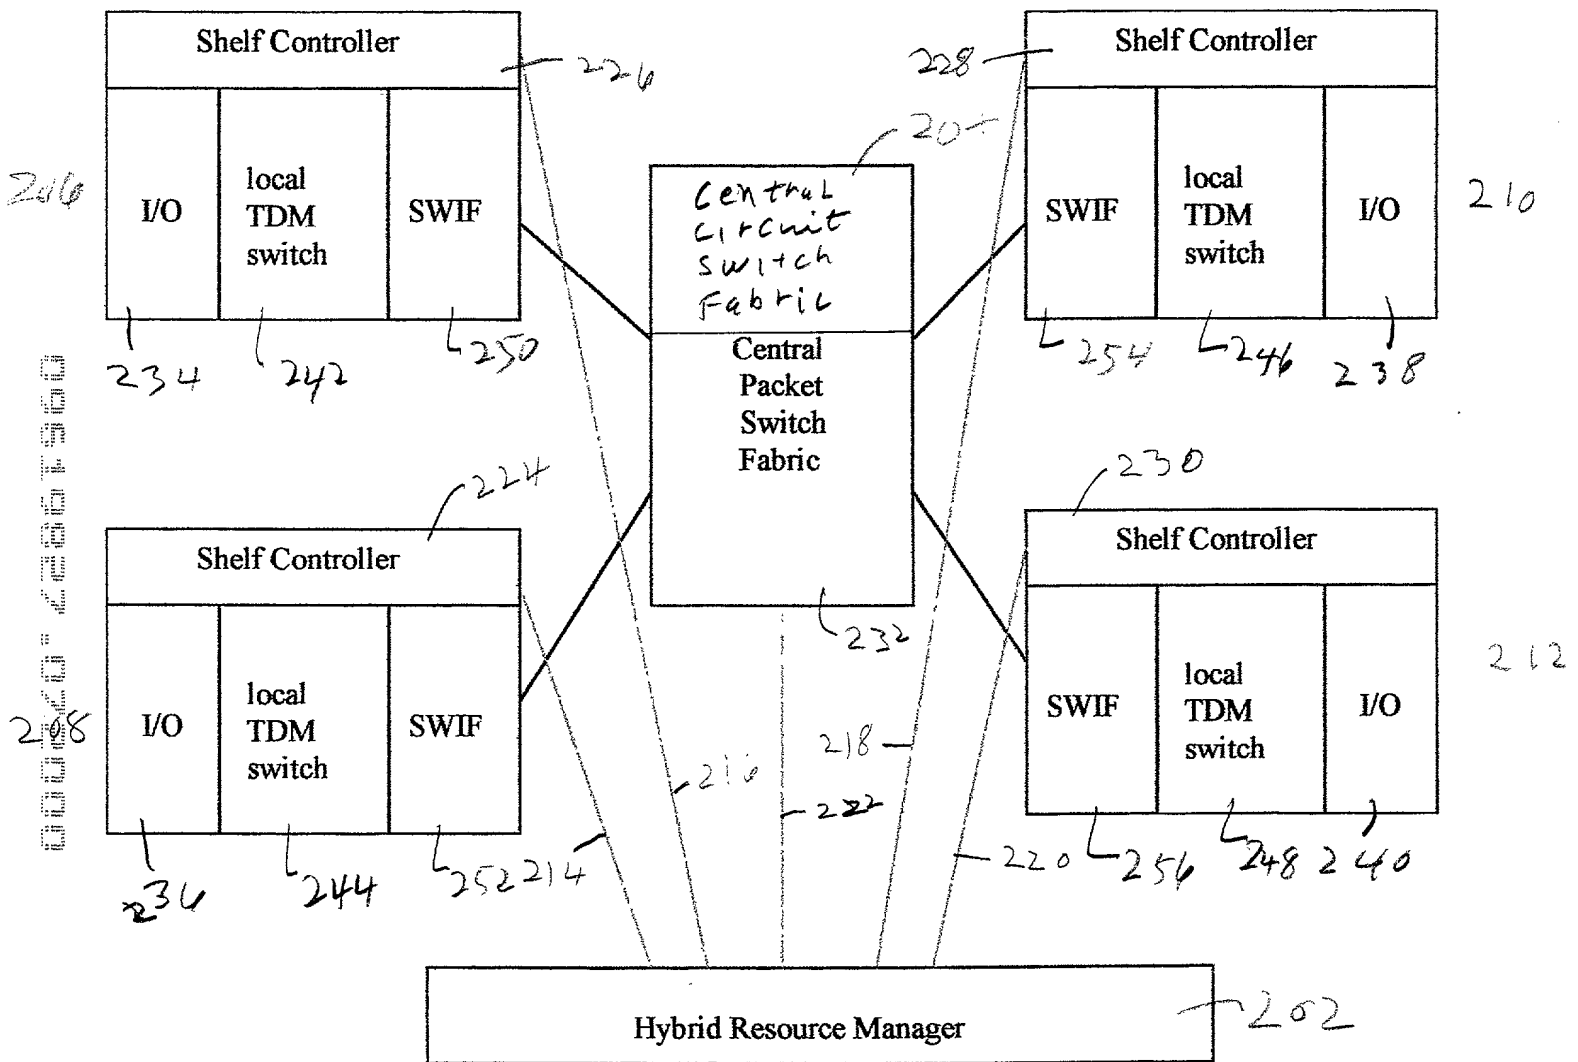 Shelf Controller
226
206
I/O
local
TDM
switch
SWIF
234
242
250
Shelf Controller
228
SWIF
local
TDM
switch
I/O
210
254
246
238
Central
Circuit
Switch
Fabric
Central
Packet
Switch
Fabric
232
224
Shelf Controller
208
I/O
local
TDM
switch
SWIF
236
244
252
230
Shelf Controller
SWIF
local
TDM
switch
I/O
212
256
248
240
214
216
222
218
220
Hybrid Resource Manager
202